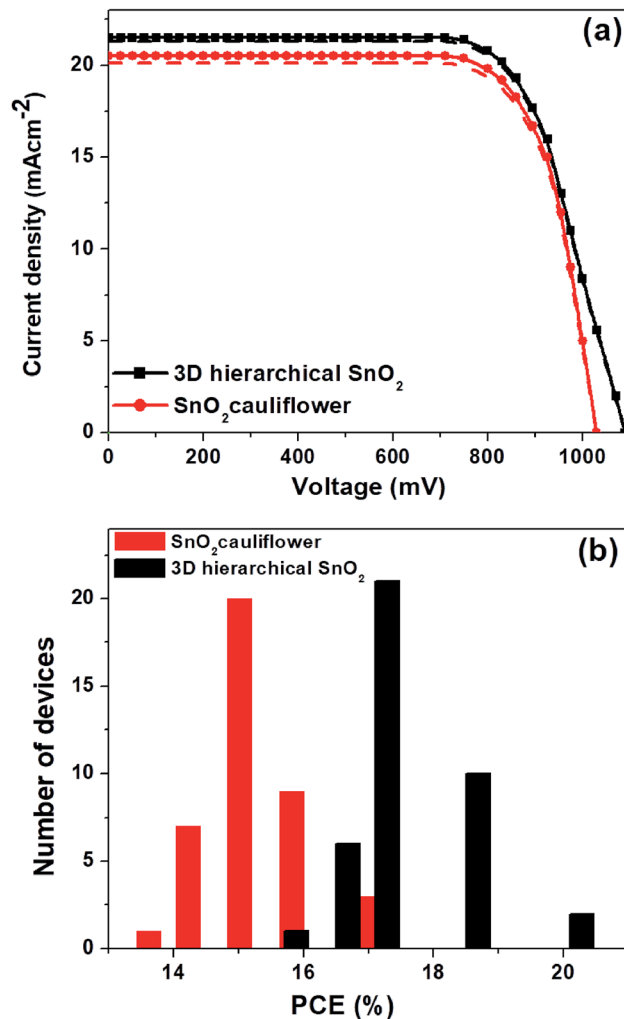 (a)
20
15
10
5
0
Current density (mAcm⁻²)
3D hierarchical SnO₂
SnO₂cauliflower
0 200 400 600 800 1000
Voltage (mV)
(b)
SnO₂cauliflower
3D hierarchical SnO₂
20
15
10
5
0
Number of devices
14 16 18 20
PCE (%)